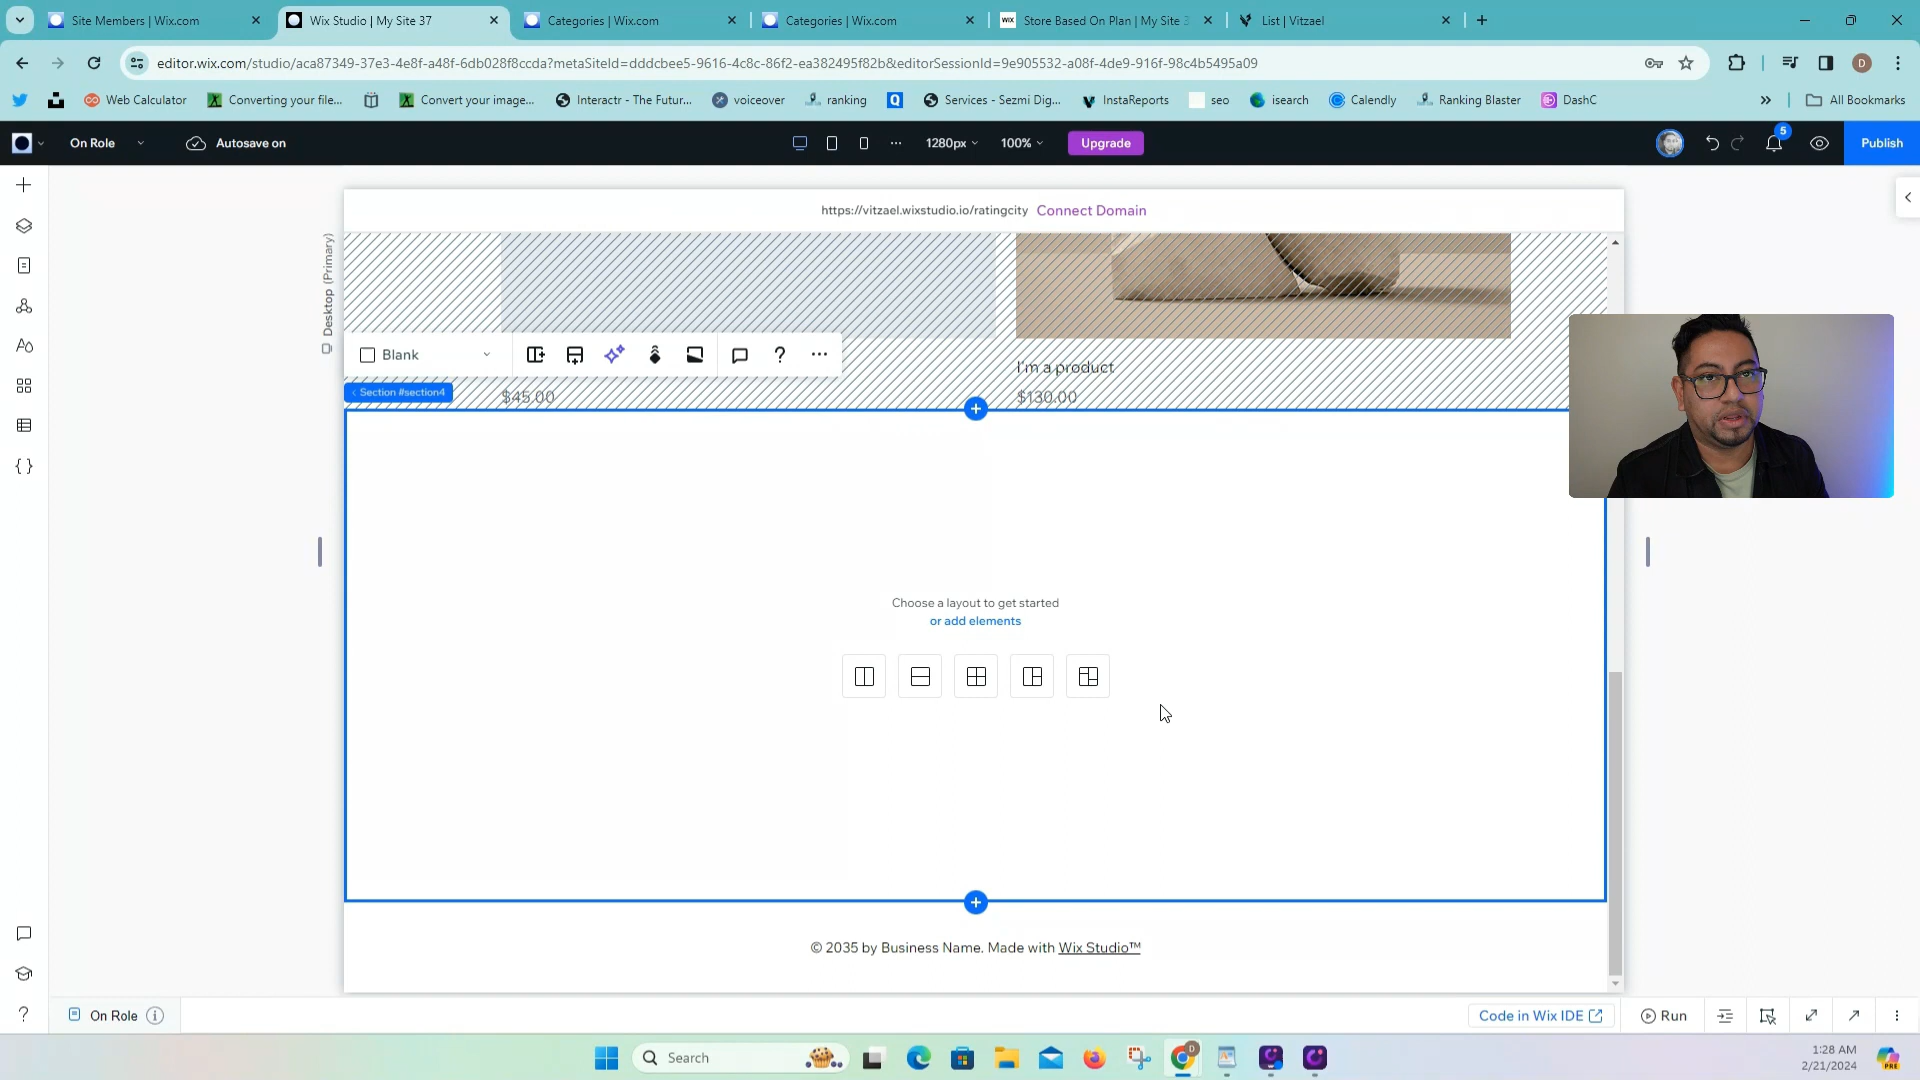 Site Members | Wix.com
Wix Studio | My Site 37
Categories | Wix.com
Categories | Wix.com
WIX
Store Based On Plan | My Site 3
List | Vitzael
editor.wix.com/studio/aca87349-37e3-4e8f-a48f-6db028f8ccda?metaSiteId=dddcbee5-9616-4c8c-86f2-ea382495f82b&editorSessionId=9e905532-a08f-4de9-916f-98c4b5495a09
D
Web Calculator
Converting your file...
Convert your image...
Interactr - The Futur...
voiceover
ranking
Q
Services - Sezmi Dig...
InstaReports
seo
isearch
Calendly
Ranking Blaster
DashC
All Bookmarks
On Role
Autosave on
1280px
100%
Upgrade
5
Publish
https://vitzael.wixstudio.io/ratingcity
Connect Domain
Desktop (Primary)
Blank
I'm a product
Section #section4
$45.00
$130.00
Choose a layout to get started
or add elements
© 2035 by Business Name. Made with Wix Studio™
On Role
Code in Wix IDE
Run
Search
D
1:28 AM
2/21/2024
PRE